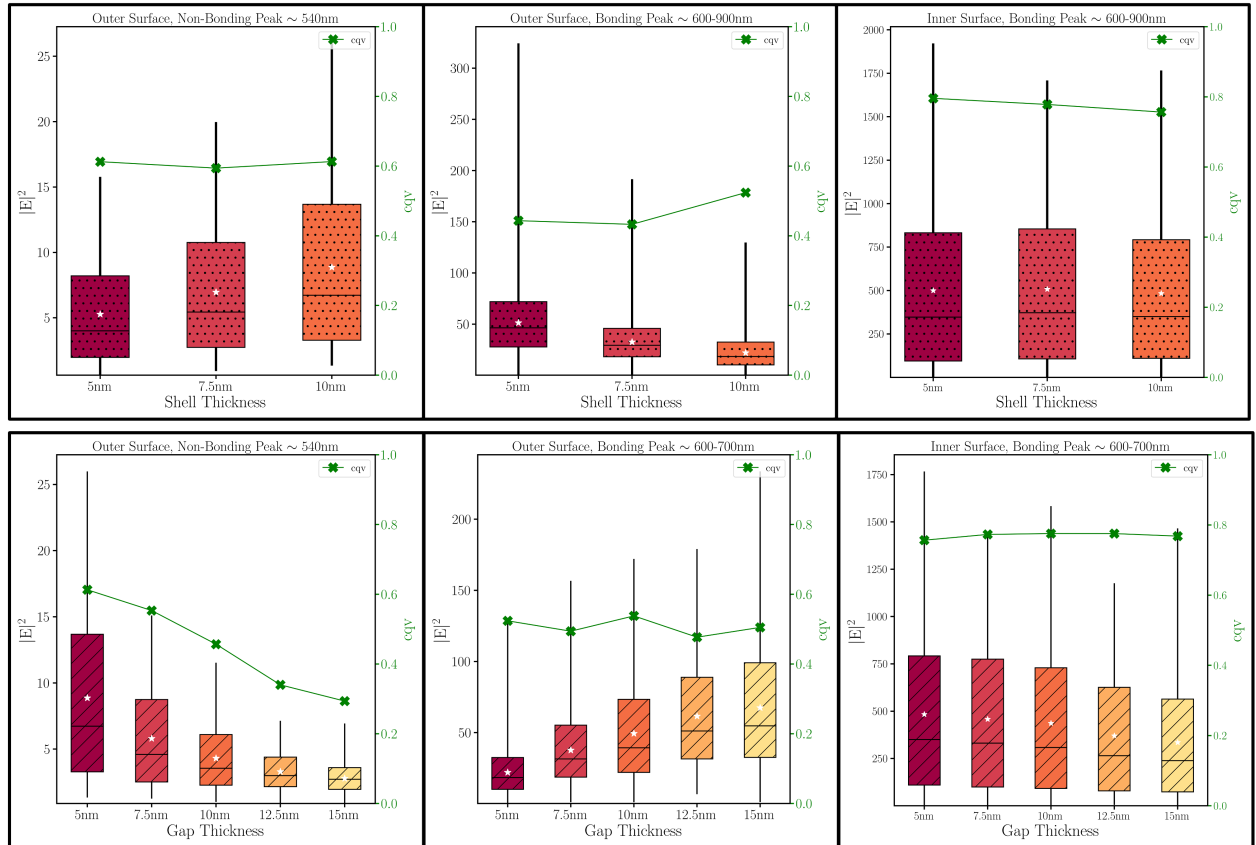 Outer Surface, Non-Bonding Peak ∼ 540nm
cqv
25
20
15
10
5
|E|²
1.0
0.8
0.6
0.4
0.2
0.0
cqv
5nm 7.5nm 10nm
Shell Thickness
Outer Surface, Bonding Peak ∼ 600-900nm
cqv
300
250
200
150
100
50
|E|²
1.0
0.8
0.6
0.4
0.2
0.0
cqv
5nm 7.5nm 10nm
Shell Thickness
Inner Surface, Bonding Peak ∼ 600-900nm
cqv
2000
1750
1500
1250
1000
750
500
250
|E|²
1.0
0.8
0.6
0.4
0.2
0.0
cqv
5nm 7.5nm 10nm
Shell Thickness
Outer Surface, Non-Bonding Peak ∼ 540nm
cqv
25
20
15
10
5
|E|²
1.0
0.8
0.6
0.4
0.2
0.0
cqv
5nm 7.5nm 10nm 12.5nm 15nm
Gap Thickness
Outer Surface, Bonding Peak ∼ 600-700nm
cqv
200
150
100
50
|E|²
1.0
0.8
0.6
0.4
0.2
0.0
cqv
5nm 7.5nm 10nm 12.5nm 15nm
Gap Thickness
Inner Surface, Bonding Peak ∼ 600-700nm
cqv
1750
1500
1250
1000
750
500
250
|E|²
1.0
0.8
0.6
0.4
0.2
0.0
cqv
5nm 7.5nm 10nm 12.5nm 15nm
Gap Thickness